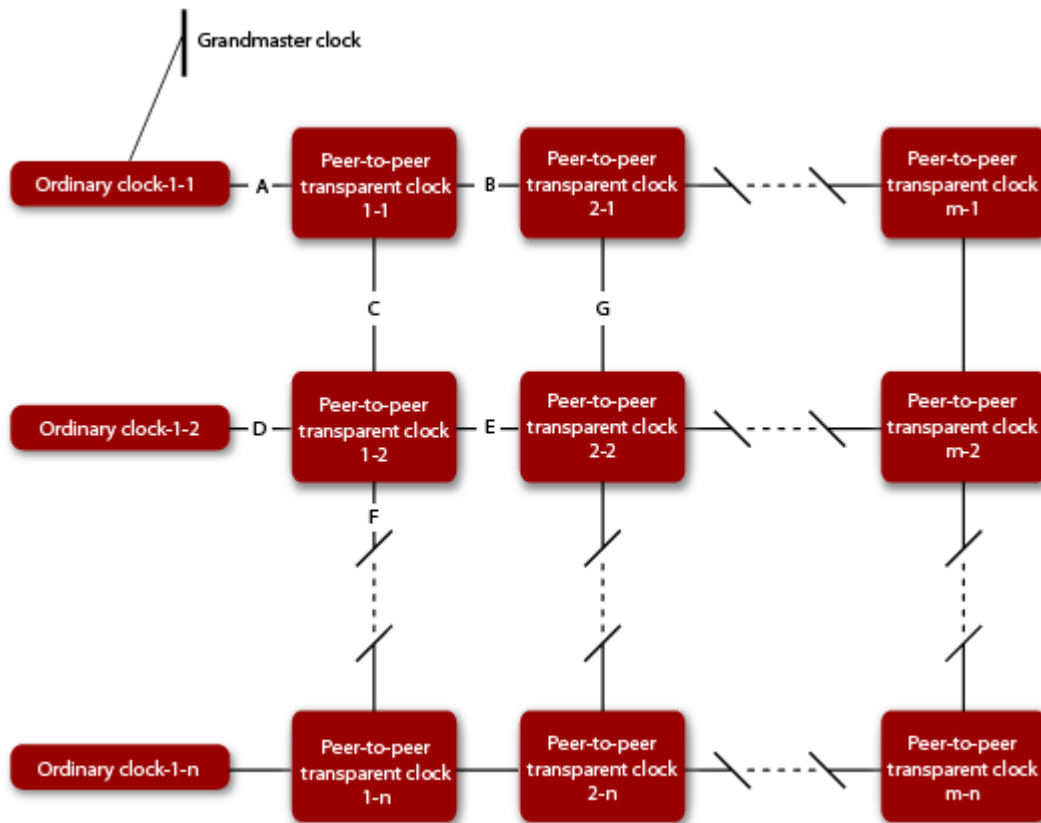 Grandmaster clock
Ordinary clock-1-1
A
Peer-to-peer
transparent clock
1-1
B
Peer-to-peer
transparent clock
2-1
Peer-to-peer
transparent clock
m-1
C
G
Ordinary clock-1-2
D
Peer-to-peer
transparent clock
1-2
E
Peer-to-peer
transparent clock
2-2
Peer-to-peer
transparent clock
m-2
F
Ordinary clock-1-n
Peer-to-peer
transparent clock
1-n
Peer-to-peer
transparent clock
2-n
Peer-to-peer
transparent clock
m-n